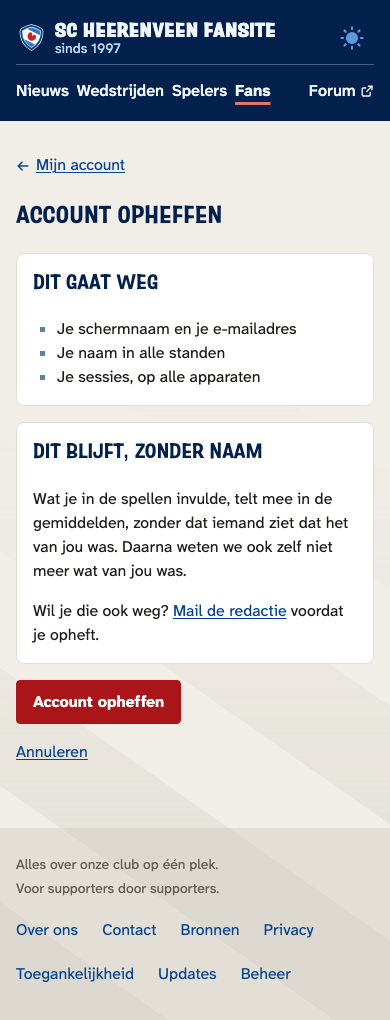 SC HEERENVEEN FANSITE
sinds 1997
Nieuws Wedstrijden Spelers Fans Forum
← Mijn account
ACCOUNT OPHEFFEN
DIT GAAT WEG
Je schermnaam en je e-mailadres
Je naam in alle standen
Je sessies, op alle apparaten
DIT BLIJFT, ZONDER NAAM
Wat je in de spellen invulde, telt mee in de
gemiddelden, zonder dat iemand ziet dat het
van jou was. Daarna weten we ook zelf niet
meer wat van jou was.
Wil je die ook weg? Mail de redactie voordat
je opheft.
Account opheffen
Annuleren
Alles over onze club op één plek.
Voor supporters door supporters.
Over ons Contact Bronnen Privacy
Toegankelijkheid Updates Beheer